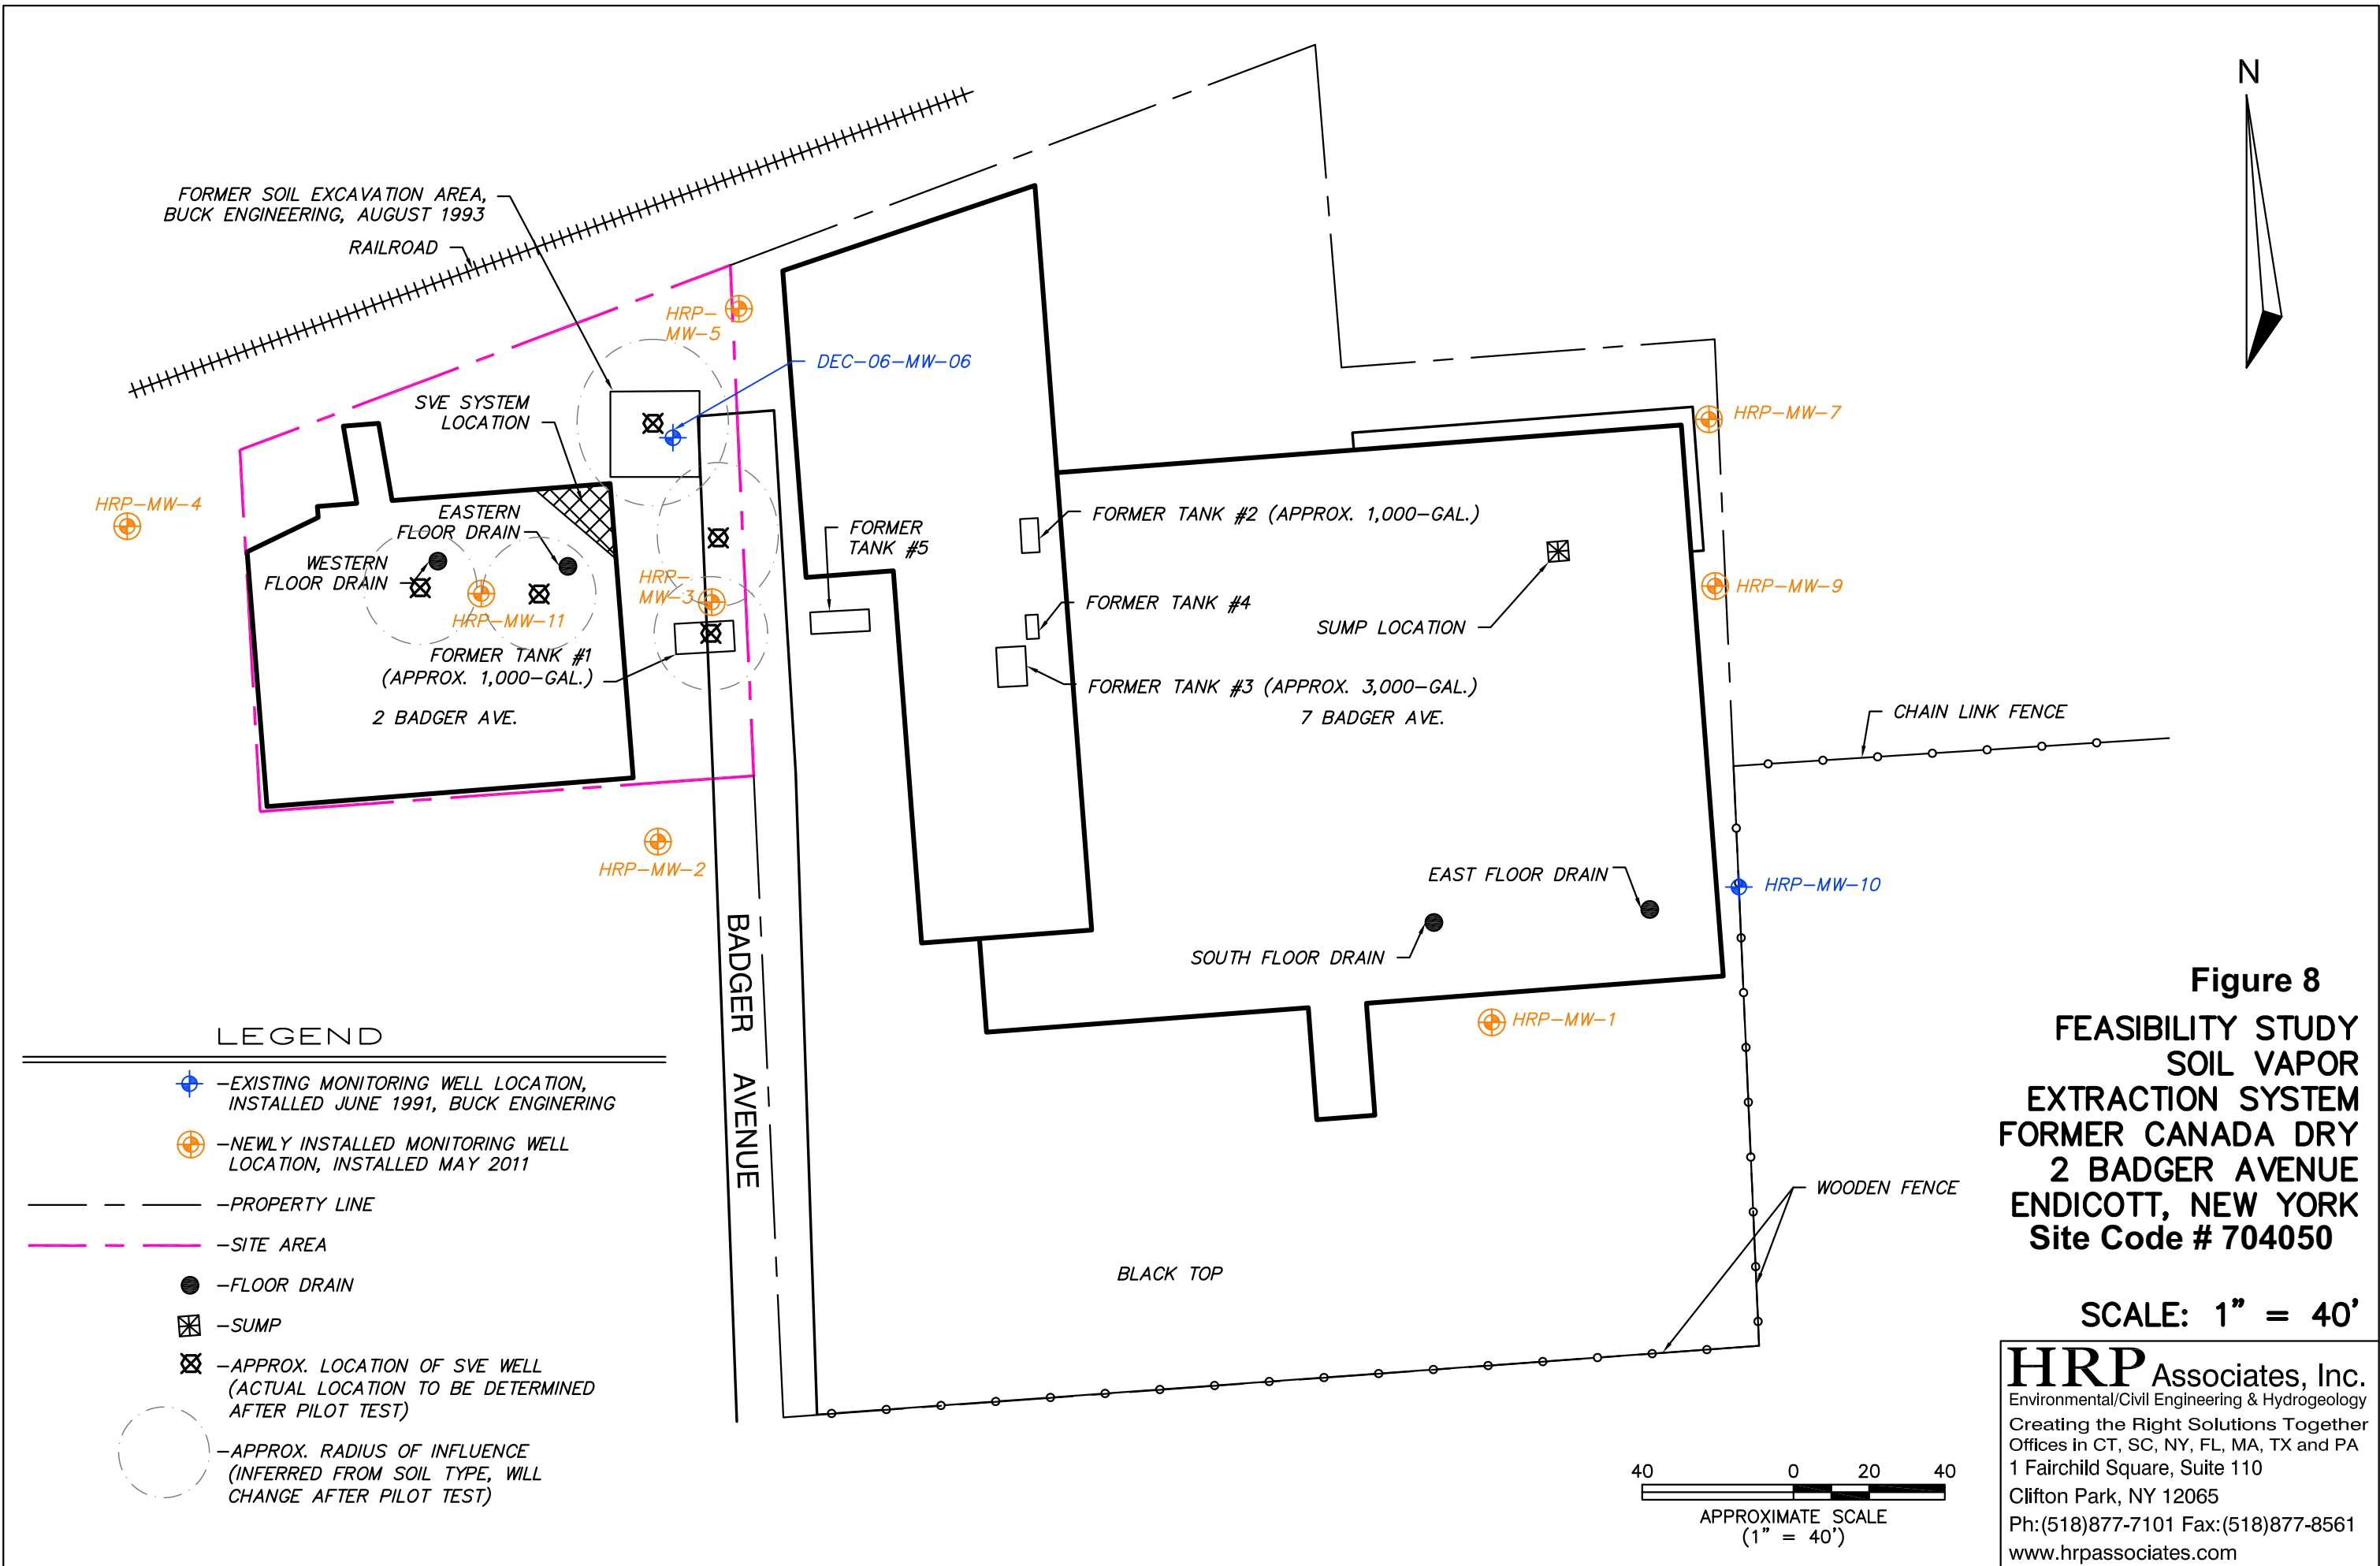 N
FORMER SOIL EXCAVATION AREA,
BUCK ENGINEERING, AUGUST 1993
RAILROAD
HRP-
MW-5
DEC-06-MW-06
SVE SYSTEM
LOCATION
HRP-MW-7
HRP-MW-4
EASTERN
FLOOR DRAIN
WESTERN
FLOOR DRAIN
FORMER
TANK #5
FORMER TANK #2 (APPROX. 1,000-GAL.)
HRP-
MW-3
HRP-MW-9
HRP-MW-11
FORMER TANK #4
SUMP LOCATION
FORMER TANK #1
(APPROX. 1,000-GAL.)
FORMER TANK #3 (APPROX. 3,000-GAL.)
2 BADGER AVE.
7 BADGER AVE.
CHAIN LINK FENCE
HRP-MW-2
EAST FLOOR DRAIN
HRP-MW-10
SOUTH FLOOR DRAIN
HRP-MW-1
BADGER AVENUE
WOODEN FENCE
BLACK TOP
LEGEND
-EXISTING MONITORING WELL LOCATION,
INSTALLED JUNE 1991, BUCK ENGINERING
-NEWLY INSTALLED MONITORING WELL
LOCATION, INSTALLED MAY 2011
-PROPERTY LINE
-SITE AREA
-FLOOR DRAIN
-SUMP
-APPROX. LOCATION OF SVE WELL
(ACTUAL LOCATION TO BE DETERMINED
AFTER PILOT TEST)
-APPROX. RADIUS OF INFLUENCE
(INFERRED FROM SOIL TYPE, WILL
CHANGE AFTER PILOT TEST)
Figure 8
FEASIBILITY STUDY
SOIL VAPOR
EXTRACTION SYSTEM
FORMER CANADA DRY
2 BADGER AVENUE
ENDICOTT, NEW YORK
Site Code # 704050
SCALE: 1" = 40'
40 0 20 40
APPROXIMATE SCALE
(1" = 40')
HRP Associates, Inc.
Environmental/Civil Engineering & Hydrogeology
Creating the Right Solutions Together
Offices in CT, SC, NY, FL, MA, TX and PA
1 Fairchild Square, Suite 110
Clifton Park, NY 12065
Ph:(518)877-7101 Fax:(518)877-8561
www.hrpassociates.com